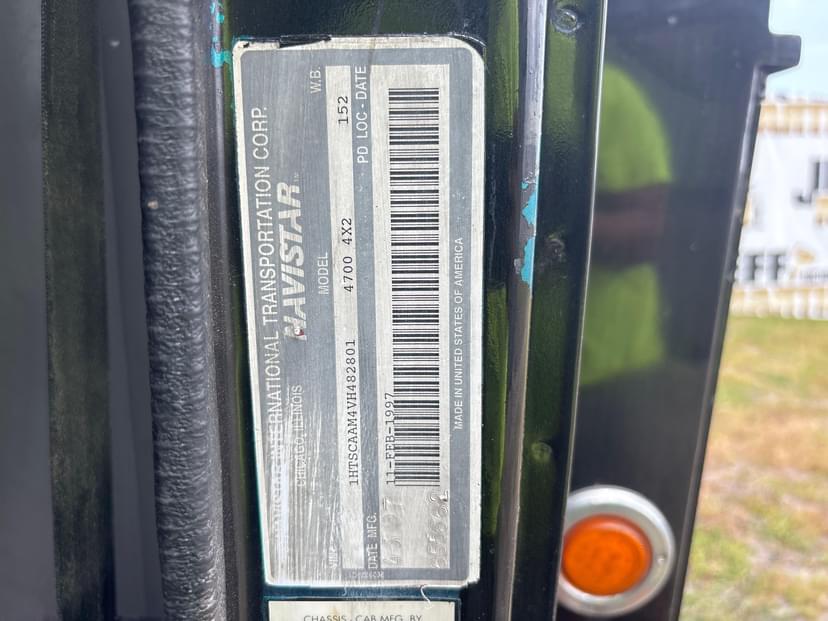 INTERNATIONAL TRANSPORTATION CORP.
CHICAGO, ILLINOIS
NAVISTAR
MODEL
W.B.
1HTSCAAM4VH482801
4700 4X2
152
DATE MFG.
PD LOC - DATE
11-FEB-1997
MADE IN UNITED STATES OF AMERICA
CHASSIS - CAB MFG. BY
EFF